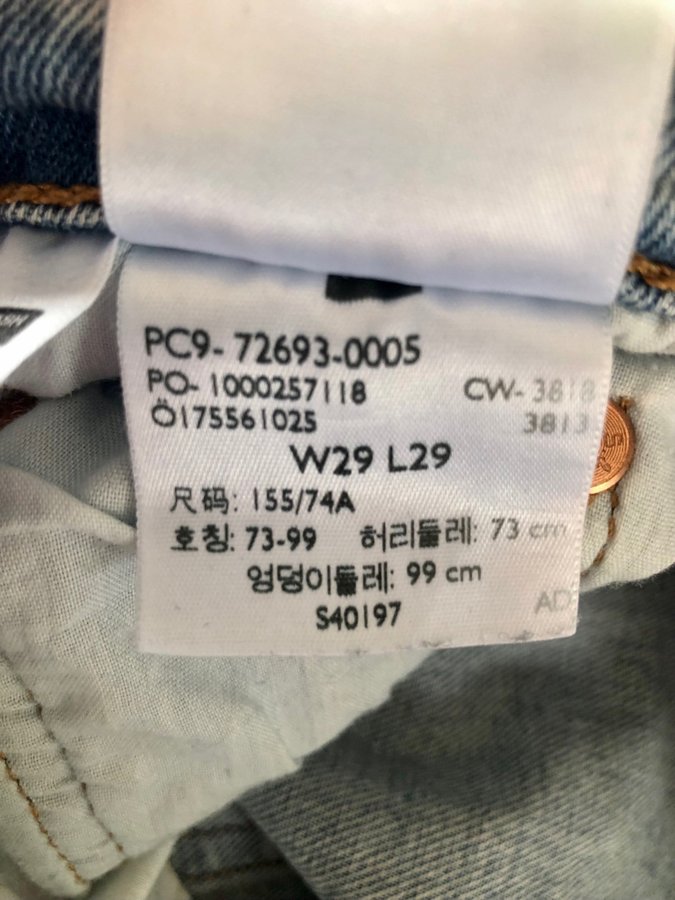 PC9- 72693-0005
PO- 1000257118 CW- 3818
Ö175561025 3813
W29 L29
尺码: 155/74A
호칭: 73-99 허리둘레: 73 cm
엉덩이둘레: 99 cm
S40197 AD